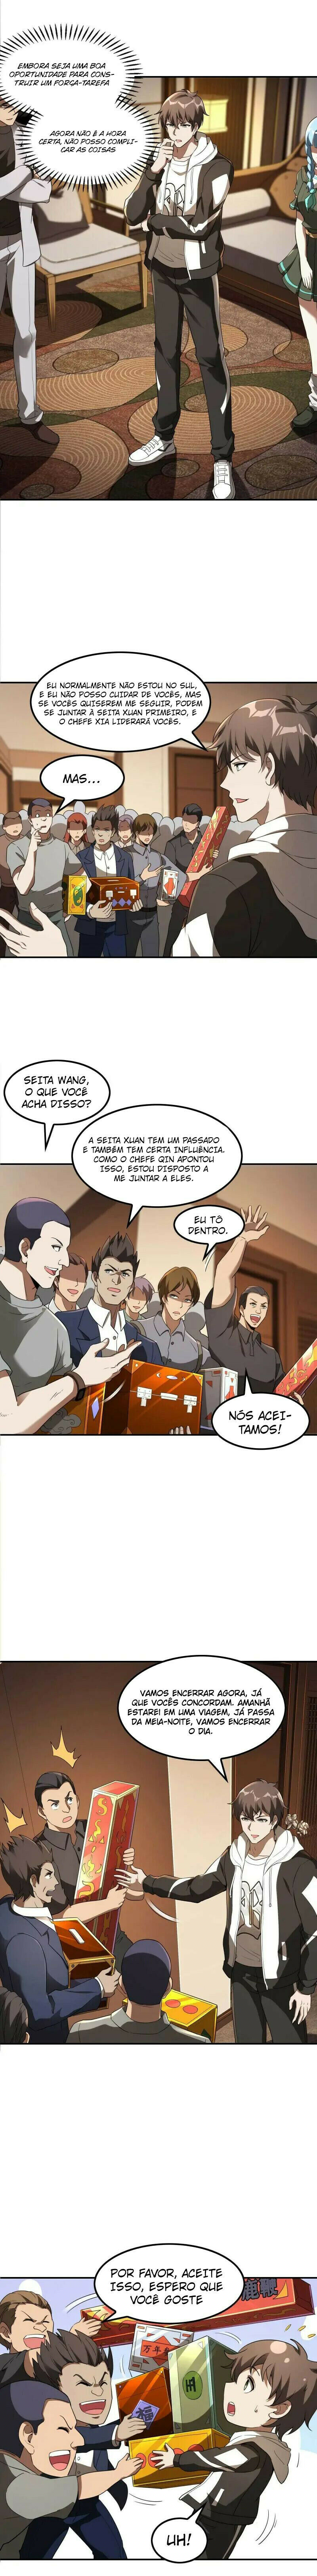 EMBORA SEJA UMA BOA
OPORTUNIDADE PARA CONS-
TRUIR UM FORÇA-TAREFA
AGORA NÃO É A HORA
CERTA, NÃO POSSO COMPLI-
CAR AS COISAS
EU NORMALMENTE NÃO ESTOU NO SUL,
E EU NÃO POSSO CUIDAR DE VOCÊS, MAS
SE VOCÊS QUISEREM ME SEGUIR, PODEM
SE JUNTAR À SEITA XUAN PRIMEIRO, E
O CHEFE XIA LIDERARÁ VOCÊS.
MAS...
SEITA WANG,
O QUE VOCÊ
ACHA DISSO?
A SEITA XUAN TEM UM PASSADO
E TAMBÉM TEM CERTA INFLUÊNCIA.
COMO O CHEFE QIN APONTOU
ISSO, ESTOU DISPOSTO A
ME JUNTAR A ELES.
EU TÔ
DENTRO.
NÓS ACEI-
TAMOS!
VAMOS ENCERRAR AGORA, JÁ
QUE VOCÊS CONCORDAM. AMANHÃ
ESTAREI EM UMA VIAGEM, JÁ PASSA
DA MEIA-NOITE, VAMOS ENCERRAR
O DIA.
POR FAVOR, ACEITE
ISSO, ESPERO QUE
VOCÊ GOSTE
鹿鞭
万年
福
UH!